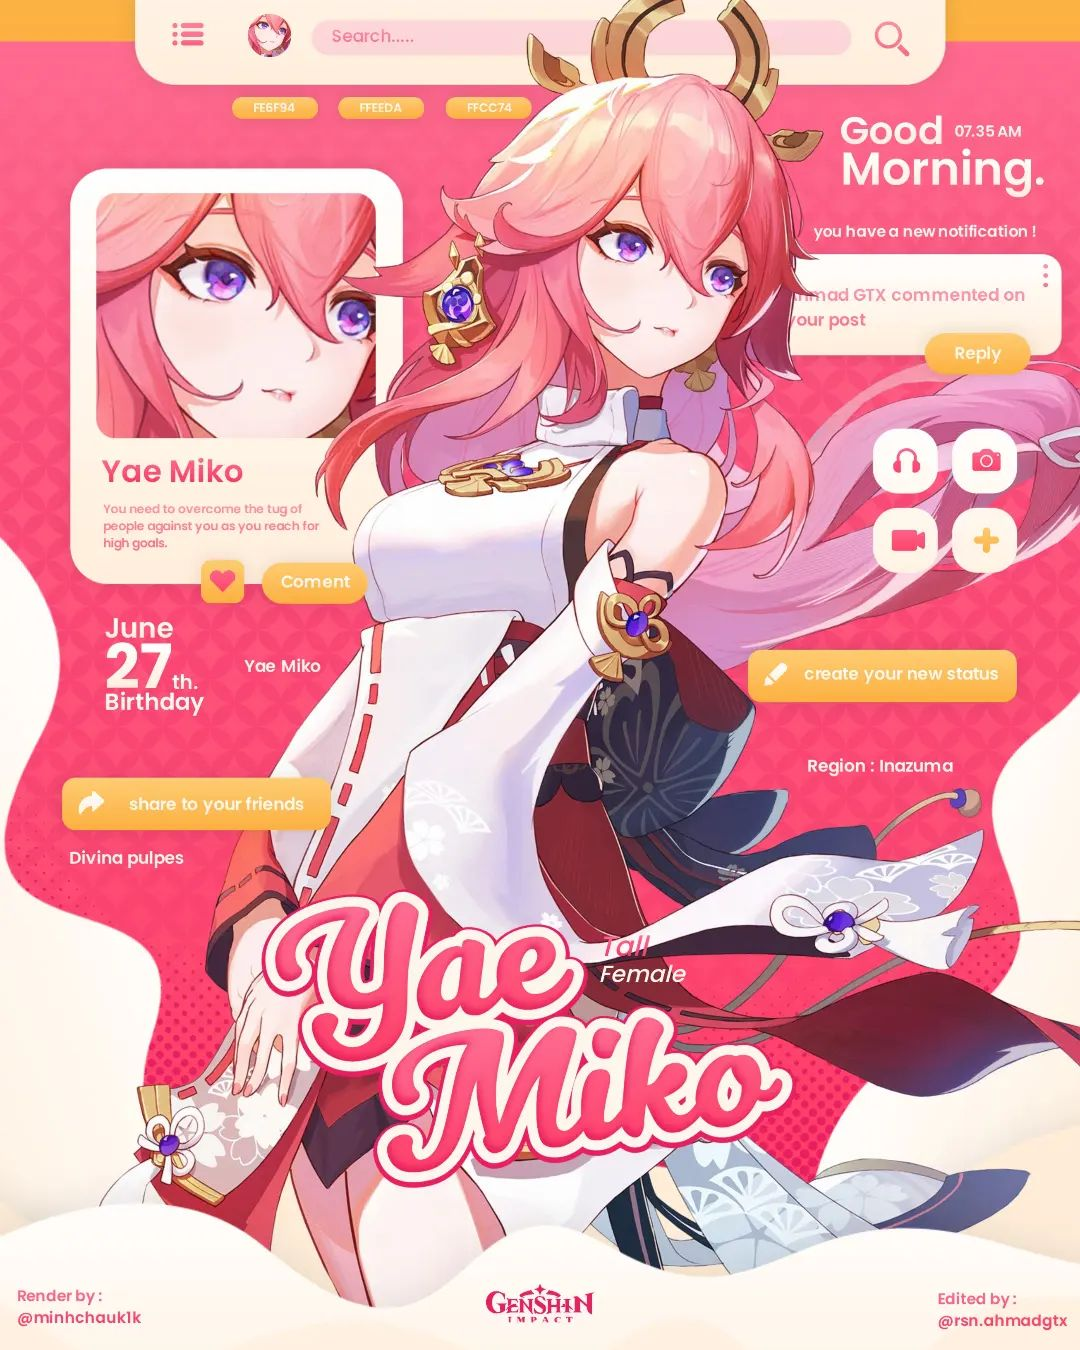 Search.....
FE6F94
FFEEDA
FFCC74
Good 07.35 AM
Morning.
you have a new notification !
GTX commented on
your post
Reply
Yae Miko
You need to overcome the tug of
people against you as you reach for
high goals.
Coment
June
27 th.
Birthday
Yae Miko
create your new status
Region : Inazuma
share to your friends
Divina pulpes
Yae
Tall
Female
Miko
Render by :
@minhchauk1k
GENSHIN
IMPACT
Edited by :
@rsn.ahmadgtx